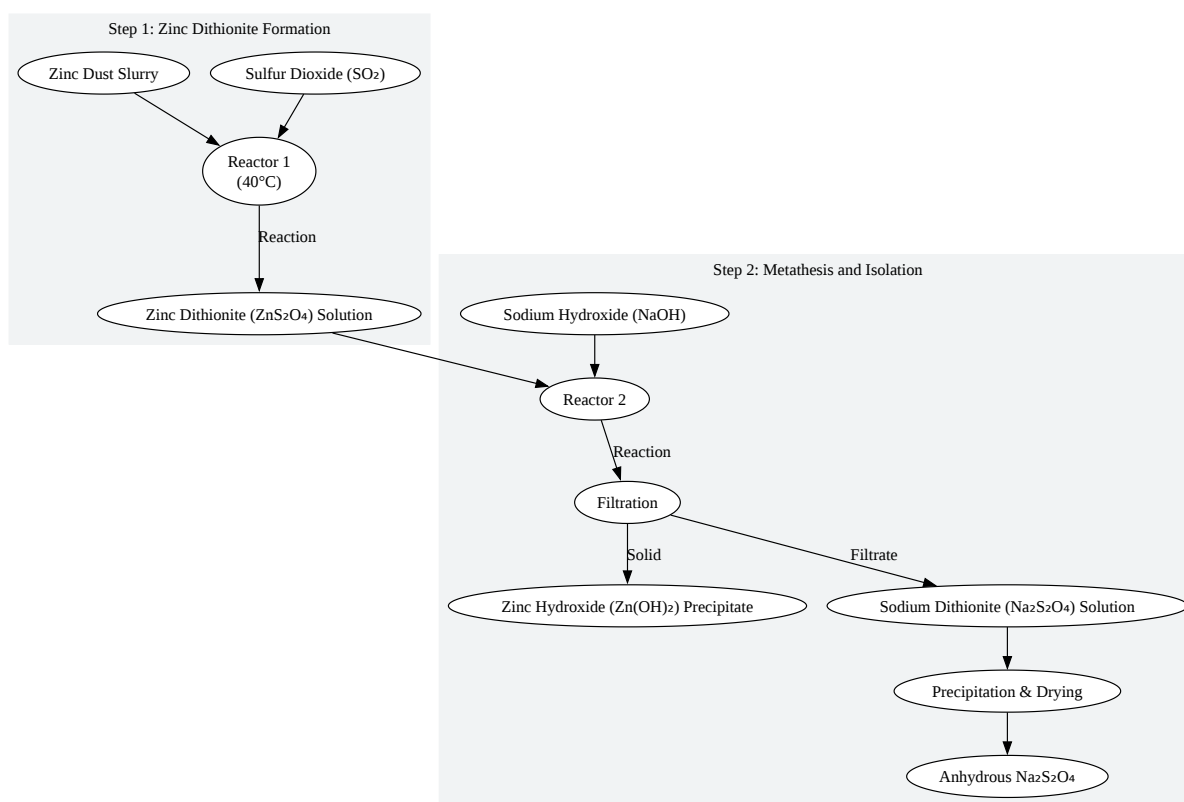 Step 1: Zinc Dithionite Formation
Zinc Dust Slurry
Sulfur Dioxide (SO₂)
Reactor 1
(40°C)
Reaction
Zinc Dithionite (ZnS₂O₄) Solution
Step 2: Metathesis and Isolation
Sodium Hydroxide (NaOH)
Reactor 2
Reaction
Filtration
Solid
Filtrate
Zinc Hydroxide (Zn(OH)₂) Precipitate
Sodium Dithionite (Na₂S₂O₄) Solution
Precipitation & Drying
Anhydrous Na₂S₂O₄